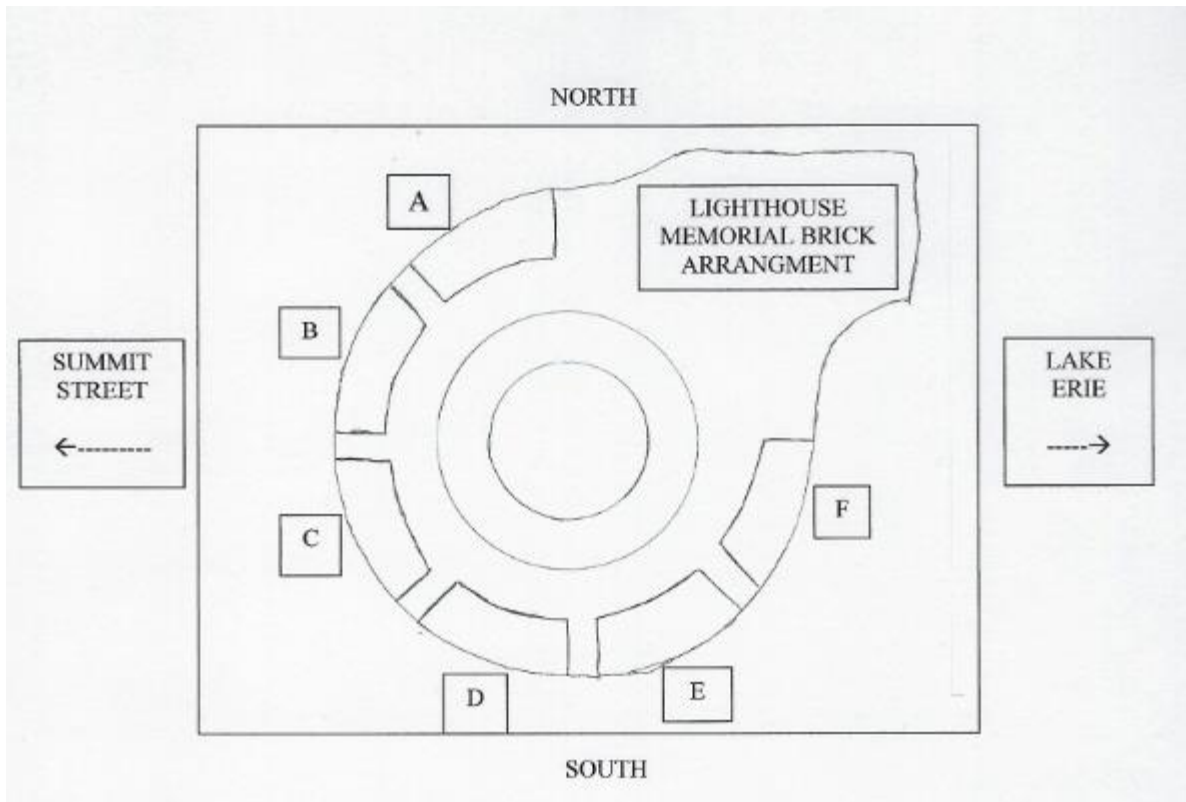 NORTH
A
LIGHTHOUSE
MEMORIAL BRICK
ARRANGMENT
B
SUMMIT
STREET
←---------
LAKE
ERIE
-----→
F
C
D
E
SOUTH